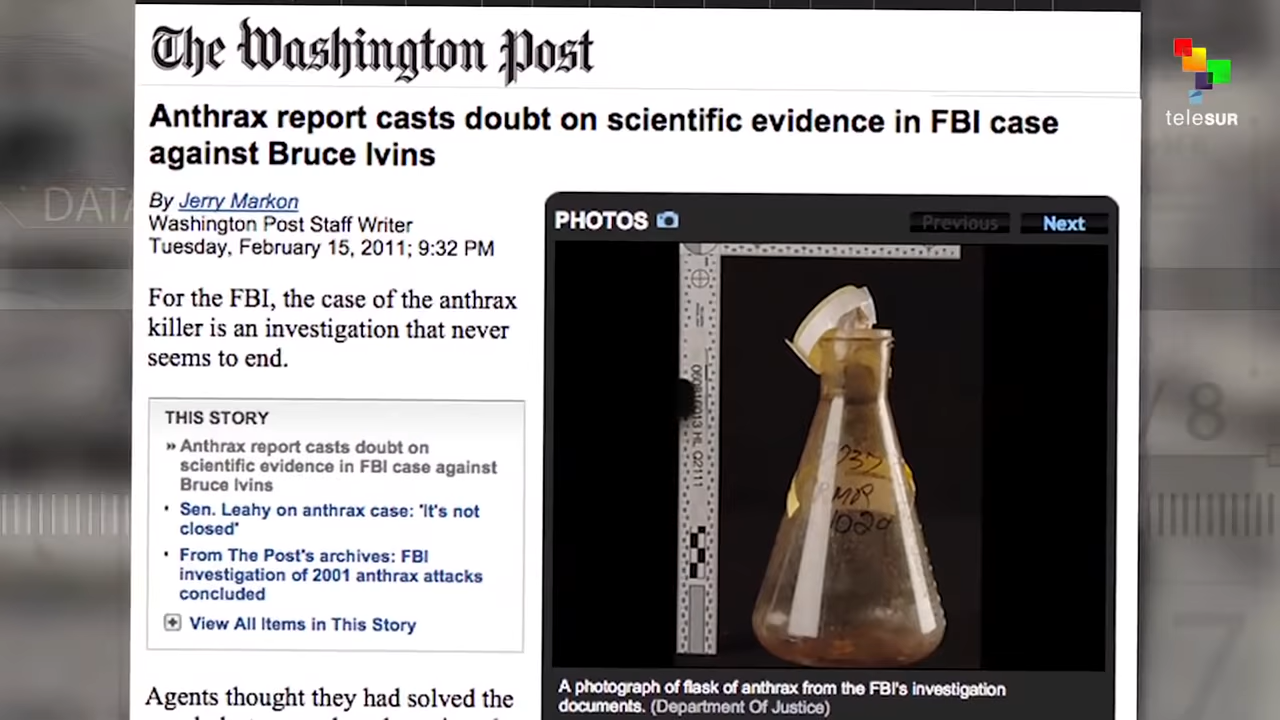 The Washington Post
Anthrax report casts doubt on scientific evidence in FBI case
against Bruce Ivins
By Jerry Markon
Washington Post Staff Writer
Tuesday, February 15, 2011; 9:32 PM
For the FBI, the case of the anthrax
killer is an investigation that never
seems to end.
THIS STORY
» Anthrax report casts doubt on
scientific evidence in FBI case against
Bruce Ivins
· Sen. Leahy on anthrax case: 'It's not
closed'
· From The Post's archives: FBI
investigation of 2001 anthrax attacks
concluded
View All Items in This Story
Agents thought they had solved the
PHOTOS
Previous
Next
A photograph of flask of anthrax from the FBI's investigation
documents. (Department Of Justice)
teleSUR
DATA
/ 8
7